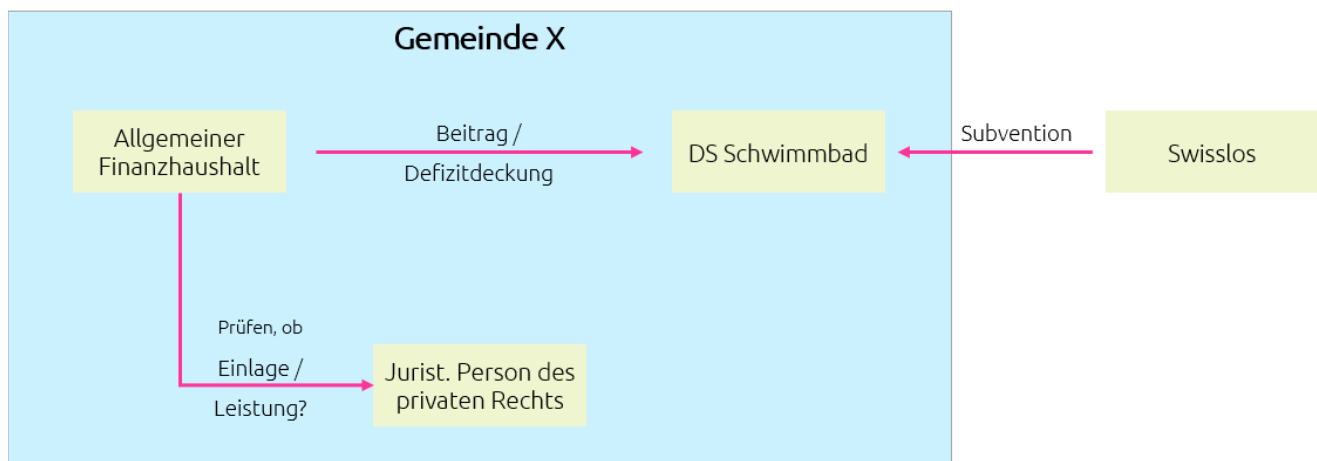 Gemeinde X
Allgemeiner
Finanzhaushalt
Beitrag /
Defizitdeckung
DS Schwimmbad
Subvention
Swisslos
Prüfen, ob
Einlage /
Leistung?
Jurist. Person des
privaten Rechts